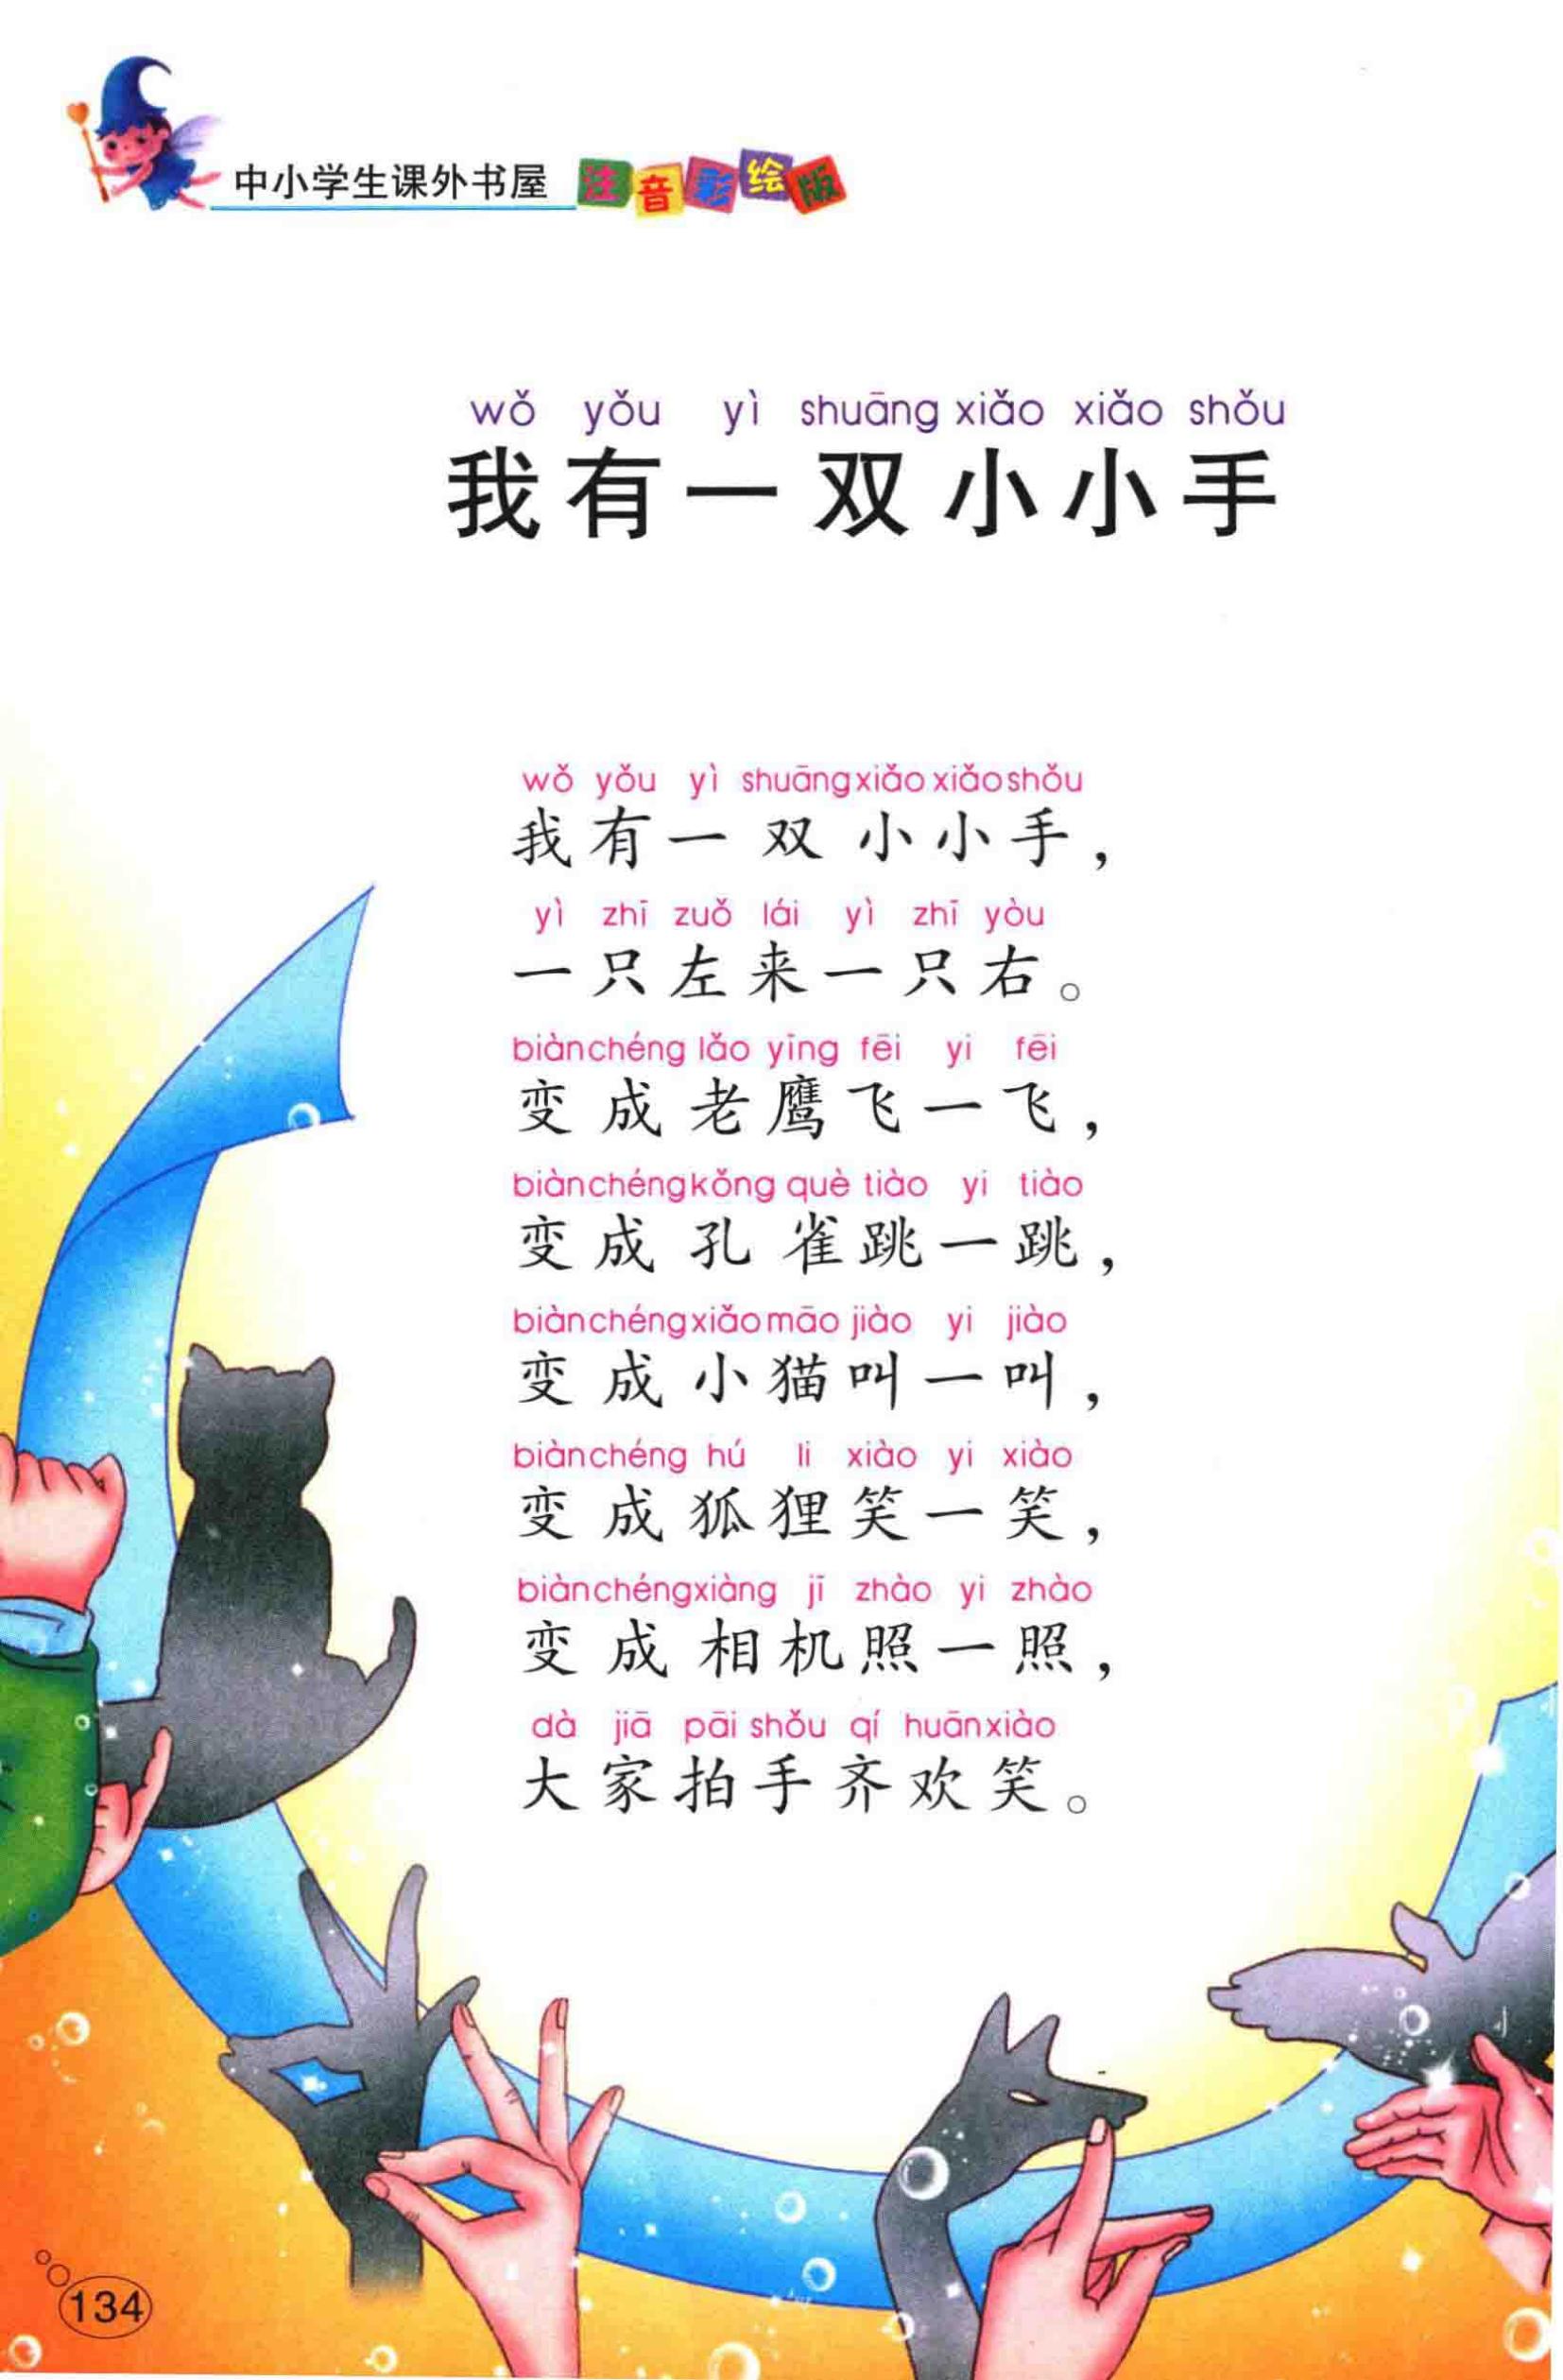 中小学生课外书屋 注音彩绘版
wǒ yǒu yì shuāng xiǎo xiǎo shǒu
我有一双小小手
wǒ yǒu yì shuāng xiǎo xiǎo shǒu
我有一双小小手，
yì zhī zuǒ lái yì zhī yòu
一只左来一只右。
biàn chéng lǎo yīng fēi yi fēi
变成老鹰飞一飞，
biàn chéng kǒng què tiào yi tiào
变成孔雀跳一跳，
biàn chéng xiǎo māo jiào yi jiào
变成小猫叫一叫，
biàn chéng hú li xiào yi xiào
变成狐狸笑一笑，
biàn chéng xiàng jī zhào yi zhào
变成相机照一照，
dà jiā pāi shǒu qí huān xiào
大家拍手齐欢笑。
134